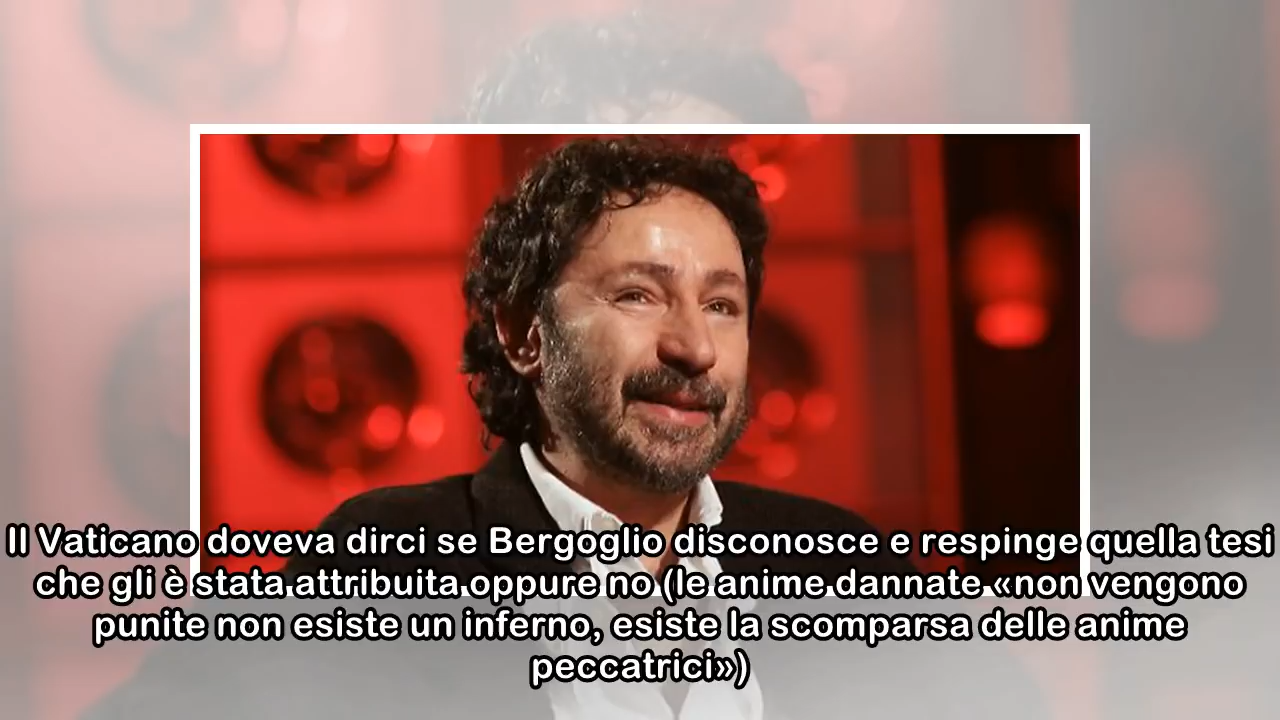 Il Vaticano doveva dirci se Bergoglio disconosce e respinge quella tesi
che gli è stata attribuita oppure no (le anime dannate «non vengono
punite non esiste un inferno, esiste la scomparsa delle anime
peccatrici»)